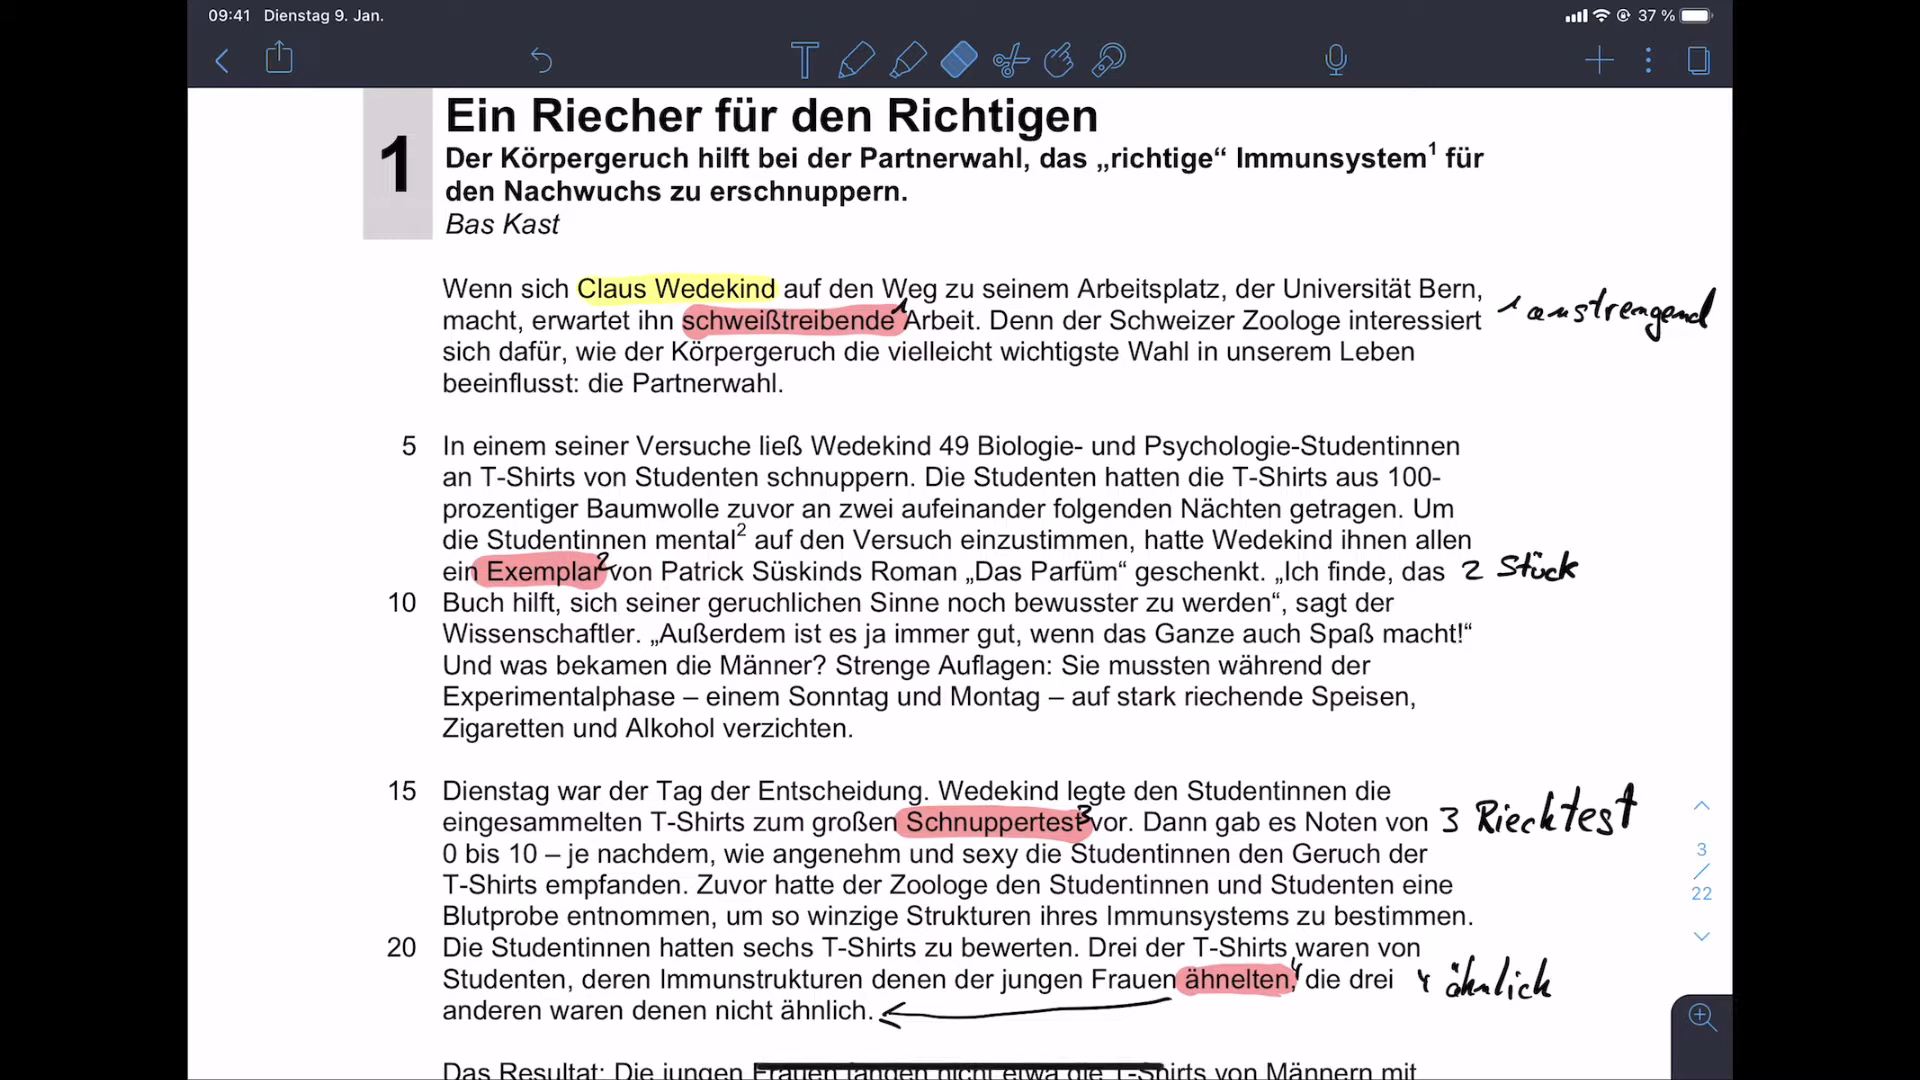 09:41 Dienstag 9. Jan.
37 %
1
Ein Riecher für den Richtigen
Der Körpergeruch hilft bei der Partnerwahl, das „richtige“ Immunsystem¹ für
den Nachwuchs zu erschnuppern.
Bas Kast
Wenn sich Claus Wedekind auf den Weg zu seinem Arbeitsplatz, der Universität Bern,
macht, erwartet ihn schweißtreibende¹ Arbeit. Denn der Schweizer Zoologe interessiert
1 anstrengend
sich dafür, wie der Körpergeruch die vielleicht wichtigste Wahl in unserem Leben
beeinflusst: die Partnerwahl.
5 In einem seiner Versuche ließ Wedekind 49 Biologie- und Psychologie-Studentinnen
an T-Shirts von Studenten schnuppern. Die Studenten hatten die T-Shirts aus 100-
prozentiger Baumwolle zuvor an zwei aufeinander folgenden Nächten getragen. Um
die Studentinnen mental² auf den Versuch einzustimmen, hatte Wedekind ihnen allen
ein Exemplar² von Patrick Süskinds Roman „Das Parfüm“ geschenkt. „Ich finde, das
2 Stück
10 Buch hilft, sich seiner geruchlichen Sinne noch bewusster zu werden“, sagt der
Wissenschaftler. „Außerdem ist es ja immer gut, wenn das Ganze auch Spaß macht!“
Und was bekamen die Männer? Strenge Auflagen: Sie mussten während der
Experimentalphase – einem Sonntag und Montag – auf stark riechende Speisen,
Zigaretten und Alkohol verzichten.
15 Dienstag war der Tag der Entscheidung. Wedekind legte den Studentinnen die
eingesammelten T-Shirts zum großen Schnuppertest³ vor. Dann gab es Noten von
3 Riechtest
0 bis 10 – je nachdem, wie angenehm und sexy die Studentinnen den Geruch der
T-Shirts empfanden. Zuvor hatte der Zoologe den Studentinnen und Studenten eine
Blutprobe entnommen, um so winzige Strukturen ihres Immunsystems zu bestimmen.
20 Die Studentinnen hatten sechs T-Shirts zu bewerten. Drei der T-Shirts waren von
Studenten, deren Immunstrukturen denen der jungen Frauen ähnelten,⁴ die drei
4 ähnlich
anderen waren denen nicht ähnlich.
Das Resultat: Die jungen Frauen fanden nicht etwa die T-Shirts von Männern mit
3
/
22